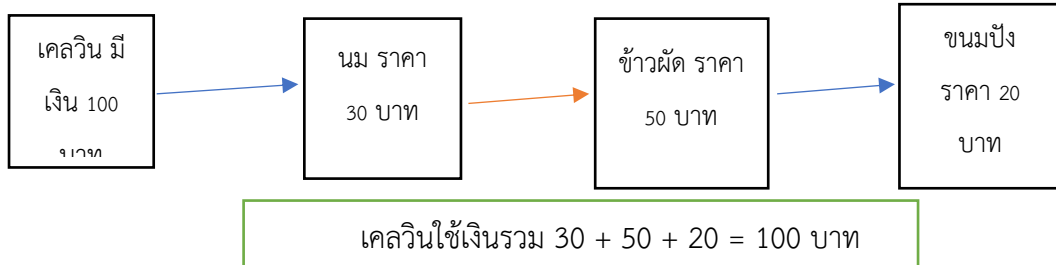 เคลวิน มี
เงิน 100
บาท
นม ราคา
30 บาท
ข้าวผัด ราคา
50 บาท
ขนมปัง
ราคา 20
บาท
เคลวินใช้เงินรวม 30 + 50 + 20 = 100 บาท